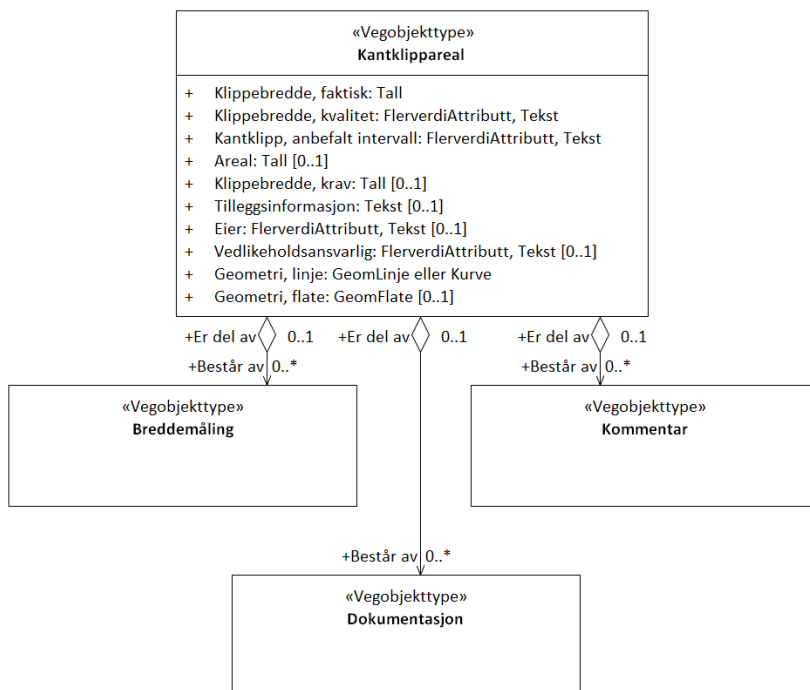 «Vegobjekttype»
Kantklippareal
+ Klippebredde, faktisk: Tall
+ Klippebredde, kvalitet: FlerverdiAttributt, Tekst
+ Kantklipp, anbefalt intervall: FlerverdiAttributt, Tekst
+ Areal: Tall [0..1]
+ Klippebredde, krav: Tall [0..1]
+ Tilleggsinformasjon: Tekst [0..1]
+ Eier: FlerverdiAttributt, Tekst [0..1]
+ Vedlikeholdsansvarlig: FlerverdiAttributt, Tekst [0..1]
+ Geometri, linje: GeomLinje eller Kurve
+ Geometri, flate: GeomFlate [0..1]
+Er del av 0..1 +Er del av 0..1 +Er del av 0..1
+Består av 0..* +Består av 0..*
«Vegobjekttype» «Vegobjekttype»
Breddemåling Kommentar
+Består av 0..*
«Vegobjekttype»
Dokumentasjon